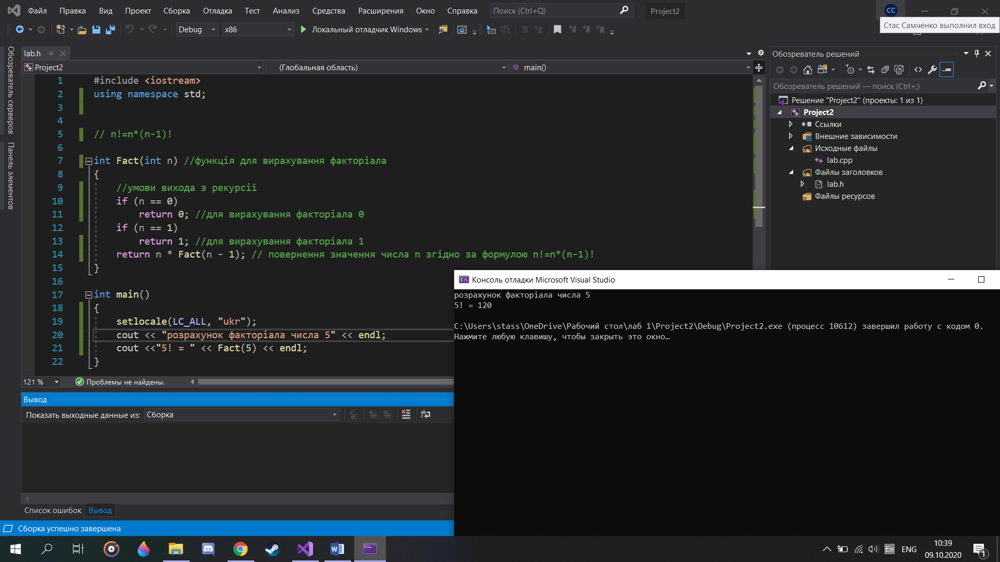 Файл Правка Вид Проект Сборка Отладка Тест Анализ Средства Расширения Окно Справка Поиск (Ctrl+Q) Project2 СС
Стас Самченко выполнил вход
Debug x86 Локальный отладчик Windows
Обозреватель серверов
Панель элементов
lab.h
Project2 (Глобальная область) main()
1 #include <iostream>
2 using namespace std;
3
4
5 // n!=n*(n-1)!
6
7 int Fact(int n) //функція для вирахування факторіала
8 {
9 //умови вихода з рекурсії
10 if (n == 0)
11 return 0; //для вирахування факторіала 0
12 if (n == 1)
13 return 1; //для вирахування факторіала 1
14 return n * Fact(n - 1); // повернення значення числа n згідно за формулою n!=n*(n-1)!
15 }
16
17 int main()
18 {
19 setlocale(LC_ALL, "ukr");
20 cout << "розрахунок факторіала числа 5" << endl;
21 cout <<"5! = " << Fact(5) << endl;
22 }
121 % Проблемы не найдены.
Вывод
Показать выходные данные из: Сборка
Список ошибок Вывод
Сборка успешно завершена
Обозреватель решений
Обозреватель решений — поиск (Ctrl+;)
Решение "Project2" (проекты: 1 из 1)
Project2
Ссылки
Внешние зависимости
Исходные файлы
lab.cpp
Файлы заголовков
lab.h
Файлы ресурсов
Консоль отладки Microsoft Visual Studio
розрахунок факторіала числа 5
5! = 120
C:\Users\stass\OneDrive\Рабочий стол\лаб 1\Project2\Debug\Project2.exe (процесс 10612) завершил работу с кодом 0.
Нажмите любую клавишу, чтобы закрыть это окно…
En ENG 10:39
09.10.2020
1